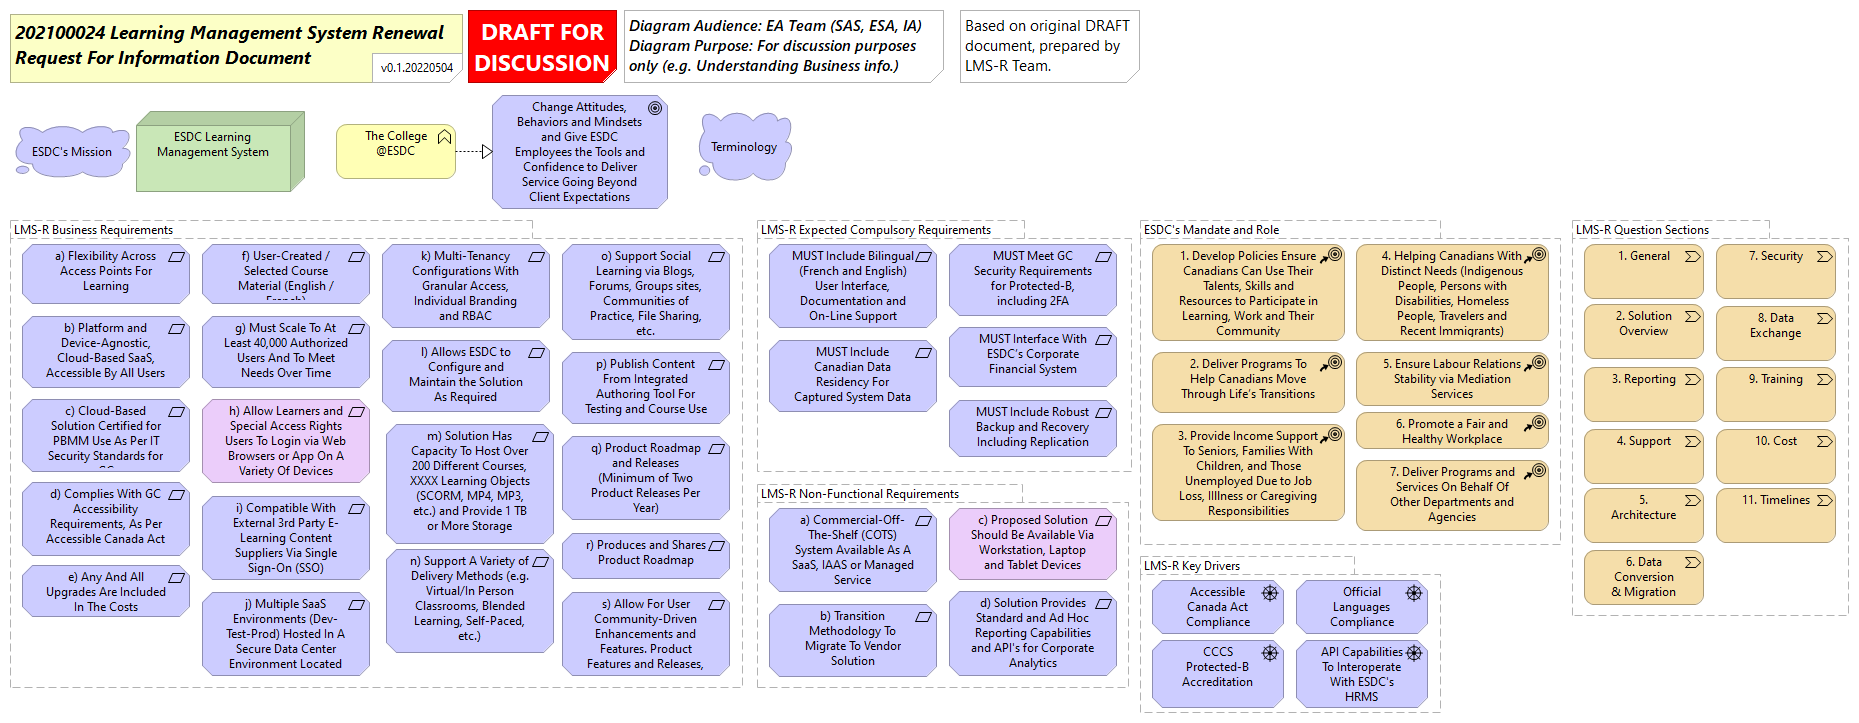 202100024 Learning Management System Renewal
Request For Information Document
v0.1.20220504
DRAFT FOR
DISCUSSION
Diagram Audience: EA Team (SAS, ESA, IA)
Diagram Purpose: For discussion purposes
only (e.g. Understanding Business info.)
Based on original DRAFT
document, prepared by
LMS-R Team.
ESDC's Mission
ESDC Learning
Management System
The College
@ESDC
Change Attitudes,
Behaviors and Mindsets
and Give ESDC
Employees the Tools and
Confidence to Deliver
Service Going Beyond
Client Expectations
Terminology
LMS-R Business Requirements
a) Flexibility Across
Access Points For
Learning
b) Platform and
Device-Agnostic,
Cloud-Based SaaS,
Accessible By All Users
c) Cloud-Based
Solution Certified for
PBMM Use As Per IT
Security Standards for
d) Complies With GC
Accessibility
Requirements, As Per
Accessible Canada Act
e) Any And All
Upgrades Are Included
In The Costs
f) User-Created /
Selected Course
Material (English /
French)
g) Must Scale To At
Least 40,000 Authorized
Users And To Meet
Needs Over Time
h) Allow Learners and
Special Access Rights
Users To Login via Web
Browsers or App On A
Variety Of Devices
i) Compatible With
External 3rd Party E-
Learning Content
Suppliers Via Single
Sign-On (SSO)
j) Multiple SaaS
Environments (Dev-
Test-Prod) Hosted In A
Secure Data Center
Environment Located
k) Multi-Tenancy
Configurations With
Granular Access,
Individual Branding
and RBAC
l) Allows ESDC to
Configure and
Maintain the Solution
As Required
m) Solution Has
Capacity To Host Over
200 Different Courses,
XXXX Learning Objects
(SCORM, MP4, MP3,
etc.) and Provide 1 TB
or More Storage
n) Support A Variety of
Delivery Methods (e.g.
Virtual/In Person
Classrooms, Blended
Learning, Self-Paced,
etc.)
o) Support Social
Learning via Blogs,
Forums, Groups sites,
Communities of
Practice, File Sharing,
etc.
p) Publish Content
From Integrated
Authoring Tool For
Testing and Course Use
q) Product Roadmap
and Releases
(Minimum of Two
Product Releases Per
Year)
r) Produces and Shares
Product Roadmap
s) Allow For User
Community-Driven
Enhancements and
Features. Product
Features and Releases,
LMS-R Expected Compulsory Requirements
MUST Include Bilingual
(French and English)
User Interface,
Documentation and
On-Line Support
MUST Include
Canadian Data
Residency For
Captured System Data
MUST Meet GC
Security Requirements
for Protected-B,
including 2FA
MUST Interface With
ESDC's Corporate
Financial System
MUST Include Robust
Backup and Recovery
Including Replication
LMS-R Non-Functional Requirements
a) Commercial-Off-
The-Shelf (COTS)
System Available As A
SaaS, IAAS or Managed
Service
b) Transition
Methodology To
Migrate To Vendor
Solution
c) Proposed Solution
Should Be Available Via
Workstation, Laptop
and Tablet Devices
d) Solution Provides
Standard and Ad Hoc
Reporting Capabilities
and API's for Corporate
Analytics
ESDC's Mandate and Role
1. Develop Policies Ensure
Canadians Can Use Their
Talents, Skills and
Resources to Participate in
Learning, Work and Their
Community
2. Deliver Programs To
Help Canadians Move
Through Life's Transitions
3. Provide Income Support
To Seniors, Families With
Children, and Those
Unemployed Due to Job
Loss, IIIlness or Caregiving
Responsibilities
4. Helping Canadians With
Distinct Needs (Indigenous
People, Persons with
Disabilities, Homeless
People, Travelers and
Recent Immigrants)
5. Ensure Labour Relations
Stability via Mediation
Services
6. Promote a Fair and
Healthy Workplace
7. Deliver Programs and
Services On Behalf Of
Other Departments and
Agencies
LMS-R Key Drivers
Accessible
Canada Act
Compliance
Official
Languages
Compliance
CCCS
Protected-B
Accreditation
API Capabilities
To Interoperate
With ESDC's
HRMS
LMS-R Question Sections
1. General
2. Solution
Overview
3. Reporting
4. Support
5.
Architecture
6. Data
Conversion
& Migration
7. Security
8. Data
Exchange
9. Training
10. Cost
11. Timelines